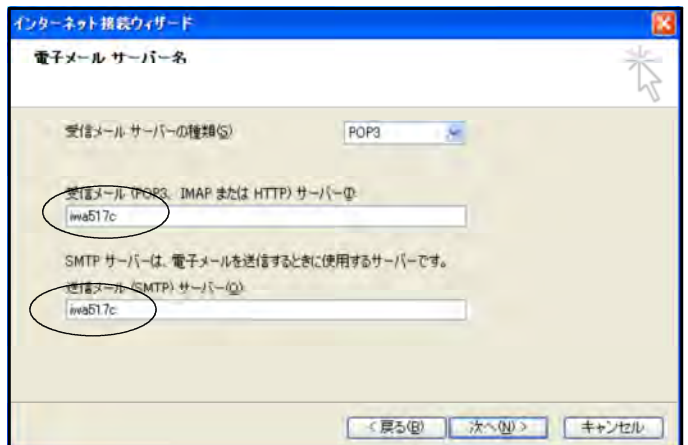 インターネット接続ウィザード
電子メール サーバー名
受信メール サーバーの種類(S)
POP3
受信メール (POP3、IMAP または HTTP) サーバー(I)
iwa517c
SMTP サーバーは、電子メールを送信するときに使用するサーバーです。
送信メール (SMTP) サーバー(O)
iwa517c
< 戻る(B)
次へ(N) >
キャンセル